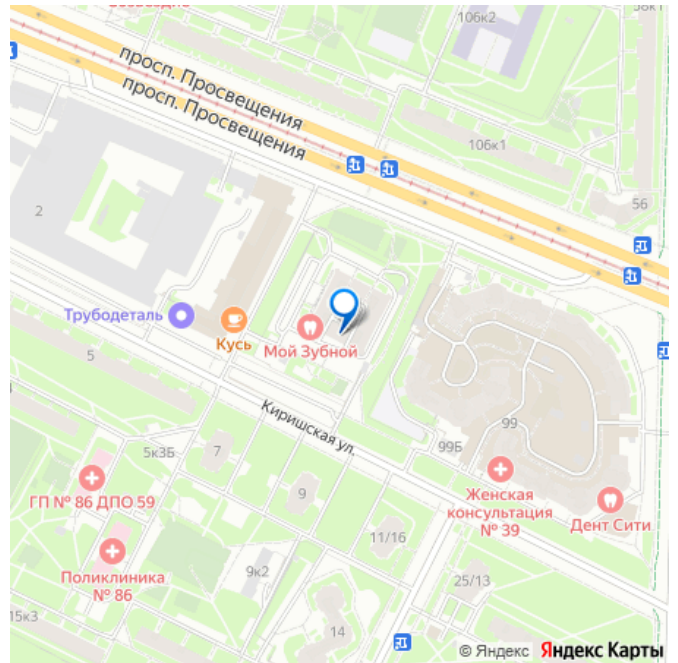 106к2
просп. Просвещения
просп. Просвещения
106к1
56
2
Трубодеталь
Кусь
Мой Зубной
5
Киришская ул.
99
99Б
5к3Б
7
9
ГП № 86 ДПО 59
Женская
консультация
№ 39
Дент Сити
11/16
Поликлиника
№ 86
9к2
25/13
15к3
14
© Яндекс Яндекс Карты